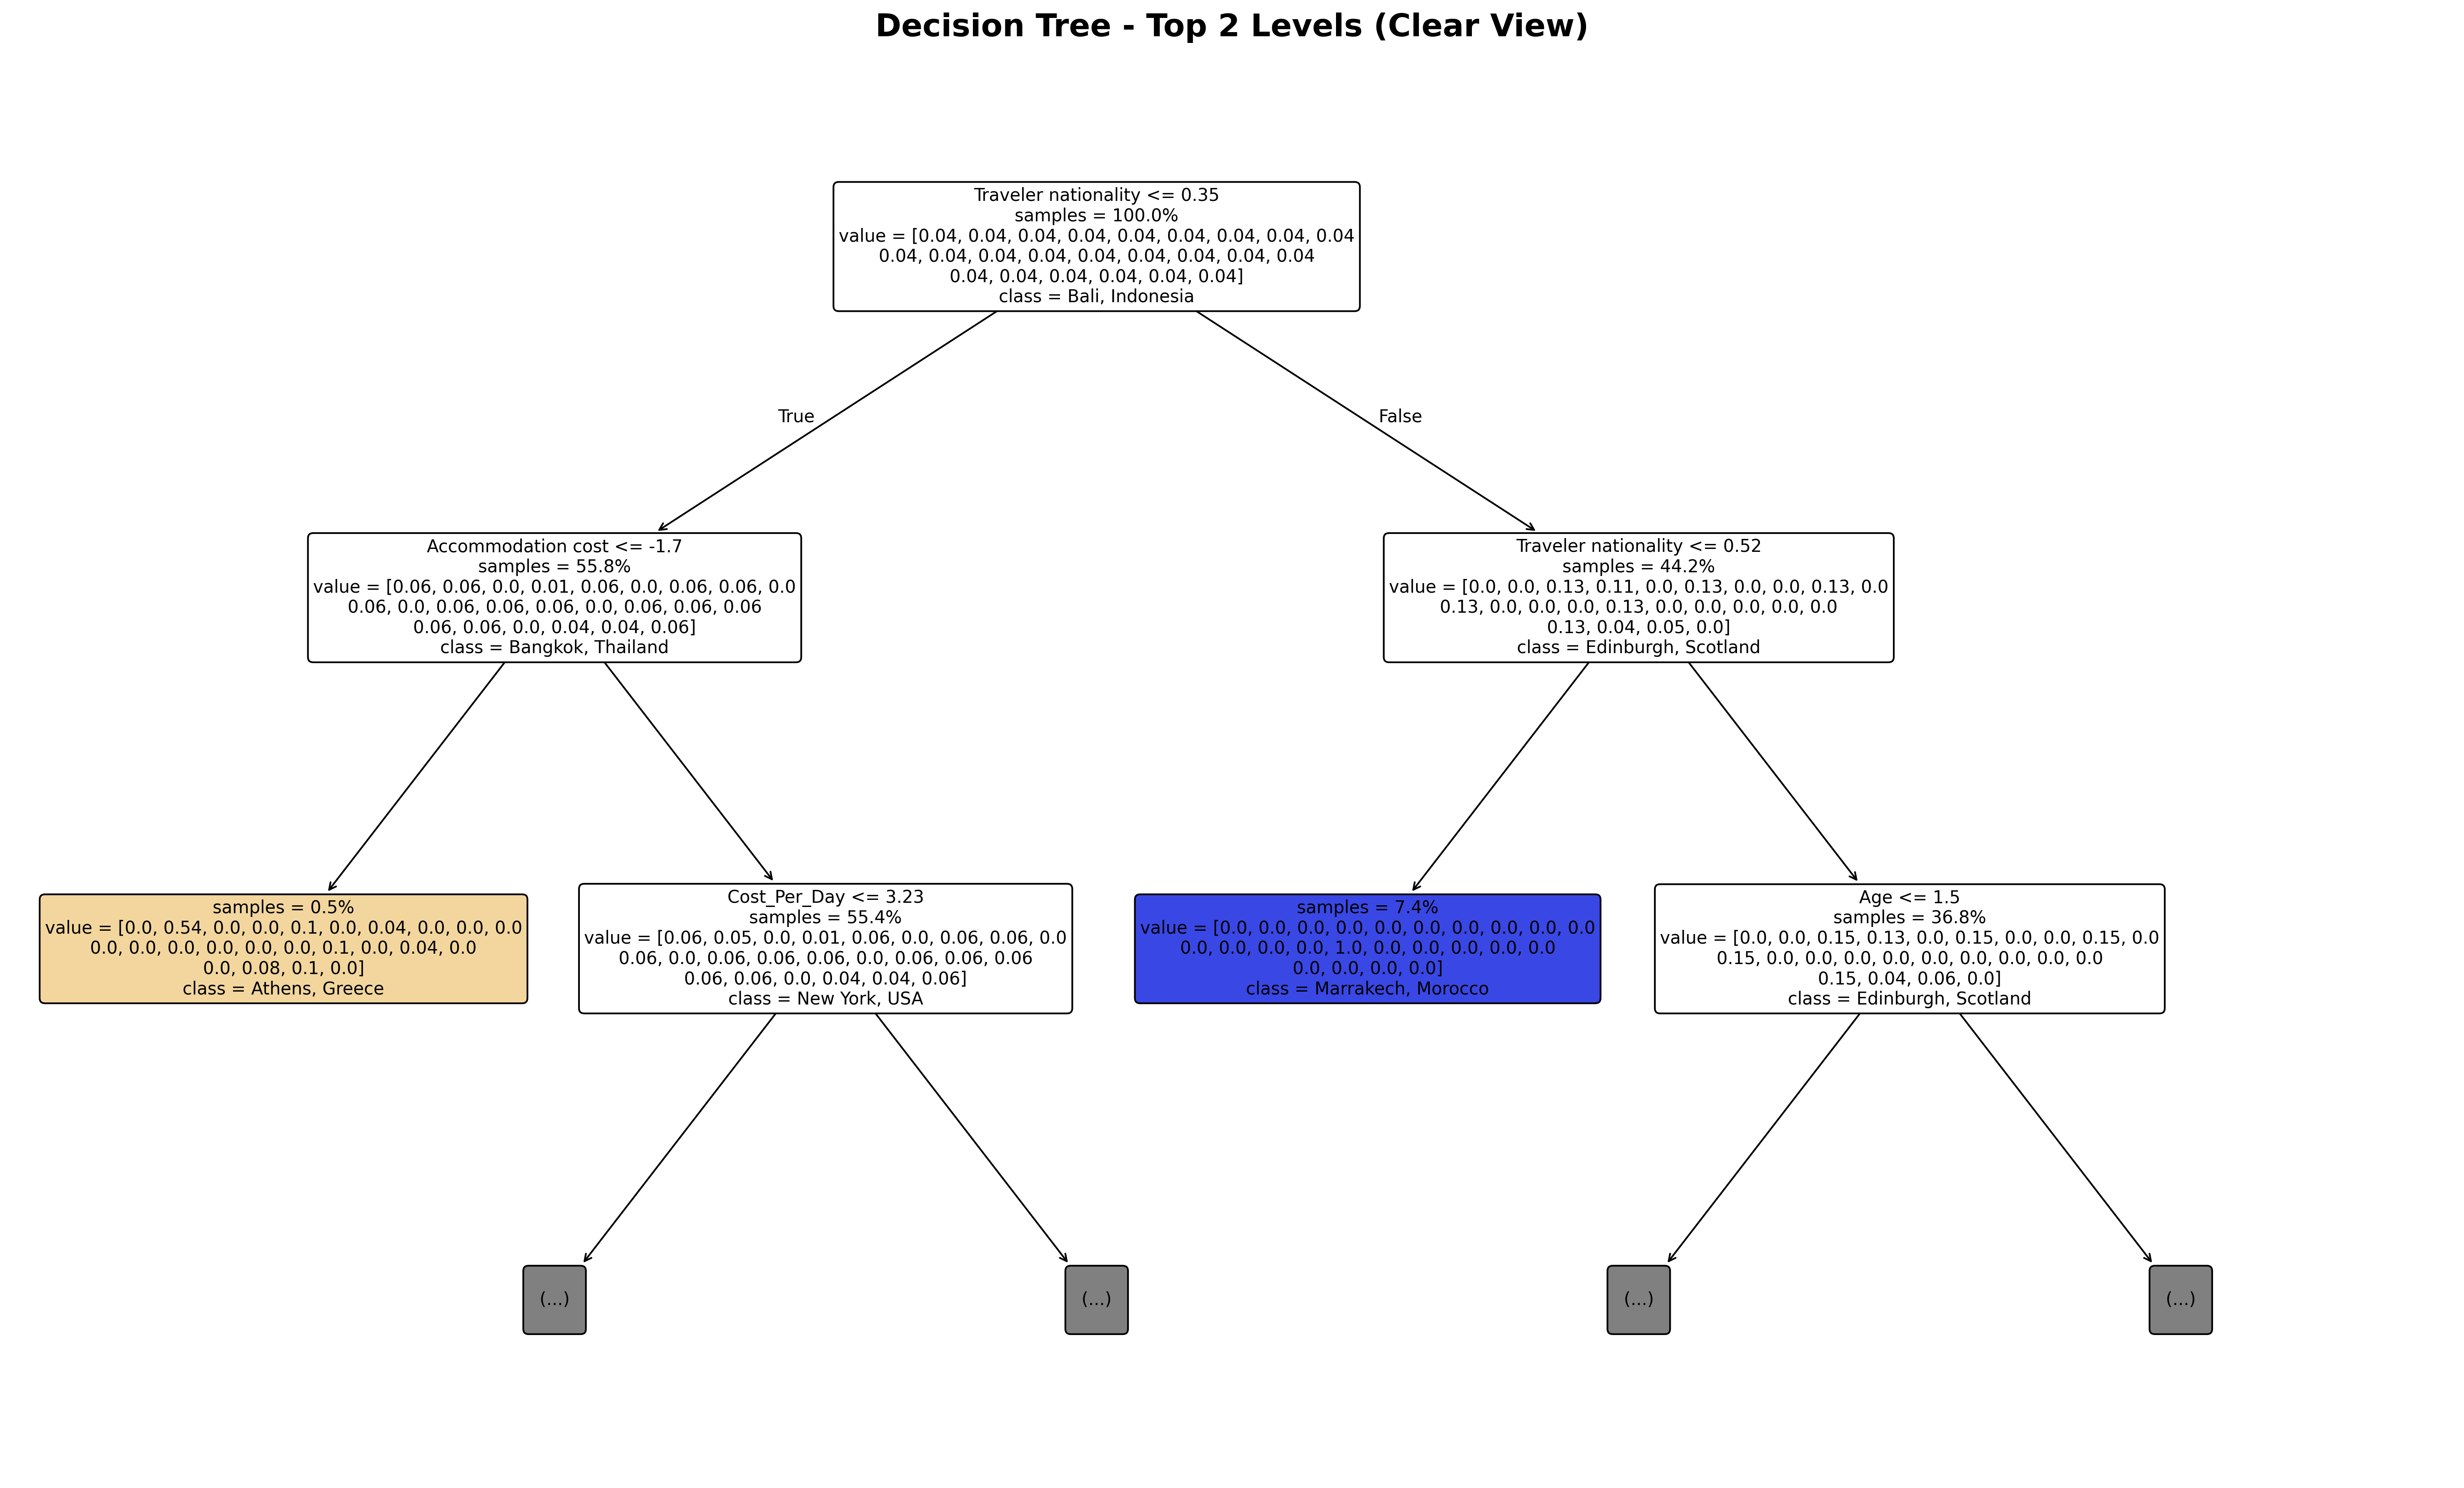 Decision Tree - Top 2 Levels (Clear View)
Traveler nationality <= 0.35
samples = 100.0%
value = [0.04, 0.04, 0.04, 0.04, 0.04, 0.04, 0.04, 0.04, 0.04
0.04, 0.04, 0.04, 0.04, 0.04, 0.04, 0.04, 0.04, 0.04
0.04, 0.04, 0.04, 0.04, 0.04, 0.04]
class = Bali, Indonesia
True
False
Accommodation cost <= -1.7
samples = 55.8%
value = [0.06, 0.06, 0.0, 0.01, 0.06, 0.0, 0.06, 0.06, 0.0
0.06, 0.0, 0.06, 0.06, 0.06, 0.0, 0.06, 0.06, 0.06
0.06, 0.06, 0.0, 0.04, 0.04, 0.06]
class = Bangkok, Thailand
Traveler nationality <= 0.52
samples = 44.2%
value = [0.0, 0.0, 0.13, 0.11, 0.0, 0.13, 0.0, 0.0, 0.13, 0.0
0.13, 0.0, 0.0, 0.0, 0.13, 0.0, 0.0, 0.0, 0.0, 0.0
0.13, 0.04, 0.05, 0.0]
class = Edinburgh, Scotland
samples = 0.5%
value = [0.0, 0.54, 0.0, 0.0, 0.1, 0.0, 0.04, 0.0, 0.0, 0.0
0.0, 0.0, 0.0, 0.0, 0.0, 0.0, 0.1, 0.0, 0.04, 0.0
0.0, 0.08, 0.1, 0.0]
class = Athens, Greece
Cost_Per_Day <= 3.23
samples = 55.4%
value = [0.06, 0.05, 0.0, 0.01, 0.06, 0.0, 0.06, 0.06, 0.0
0.06, 0.0, 0.06, 0.06, 0.06, 0.0, 0.06, 0.06, 0.06
0.06, 0.06, 0.0, 0.04, 0.04, 0.06]
class = New York, USA
samples = 7.4%
value = [0.0, 0.0, 0.0, 0.0, 0.0, 0.0, 0.0, 0.0, 0.0, 0.0
0.0, 0.0, 0.0, 0.0, 1.0, 0.0, 0.0, 0.0, 0.0, 0.0
0.0, 0.0, 0.0, 0.0]
class = Marrakech, Morocco
Age <= 1.5
samples = 36.8%
value = [0.0, 0.0, 0.15, 0.13, 0.0, 0.15, 0.0, 0.0, 0.15, 0.0
0.15, 0.0, 0.0, 0.0, 0.0, 0.0, 0.0, 0.0, 0.0, 0.0
0.15, 0.04, 0.06, 0.0]
class = Edinburgh, Scotland
(...)
(...)
(...)
(...)